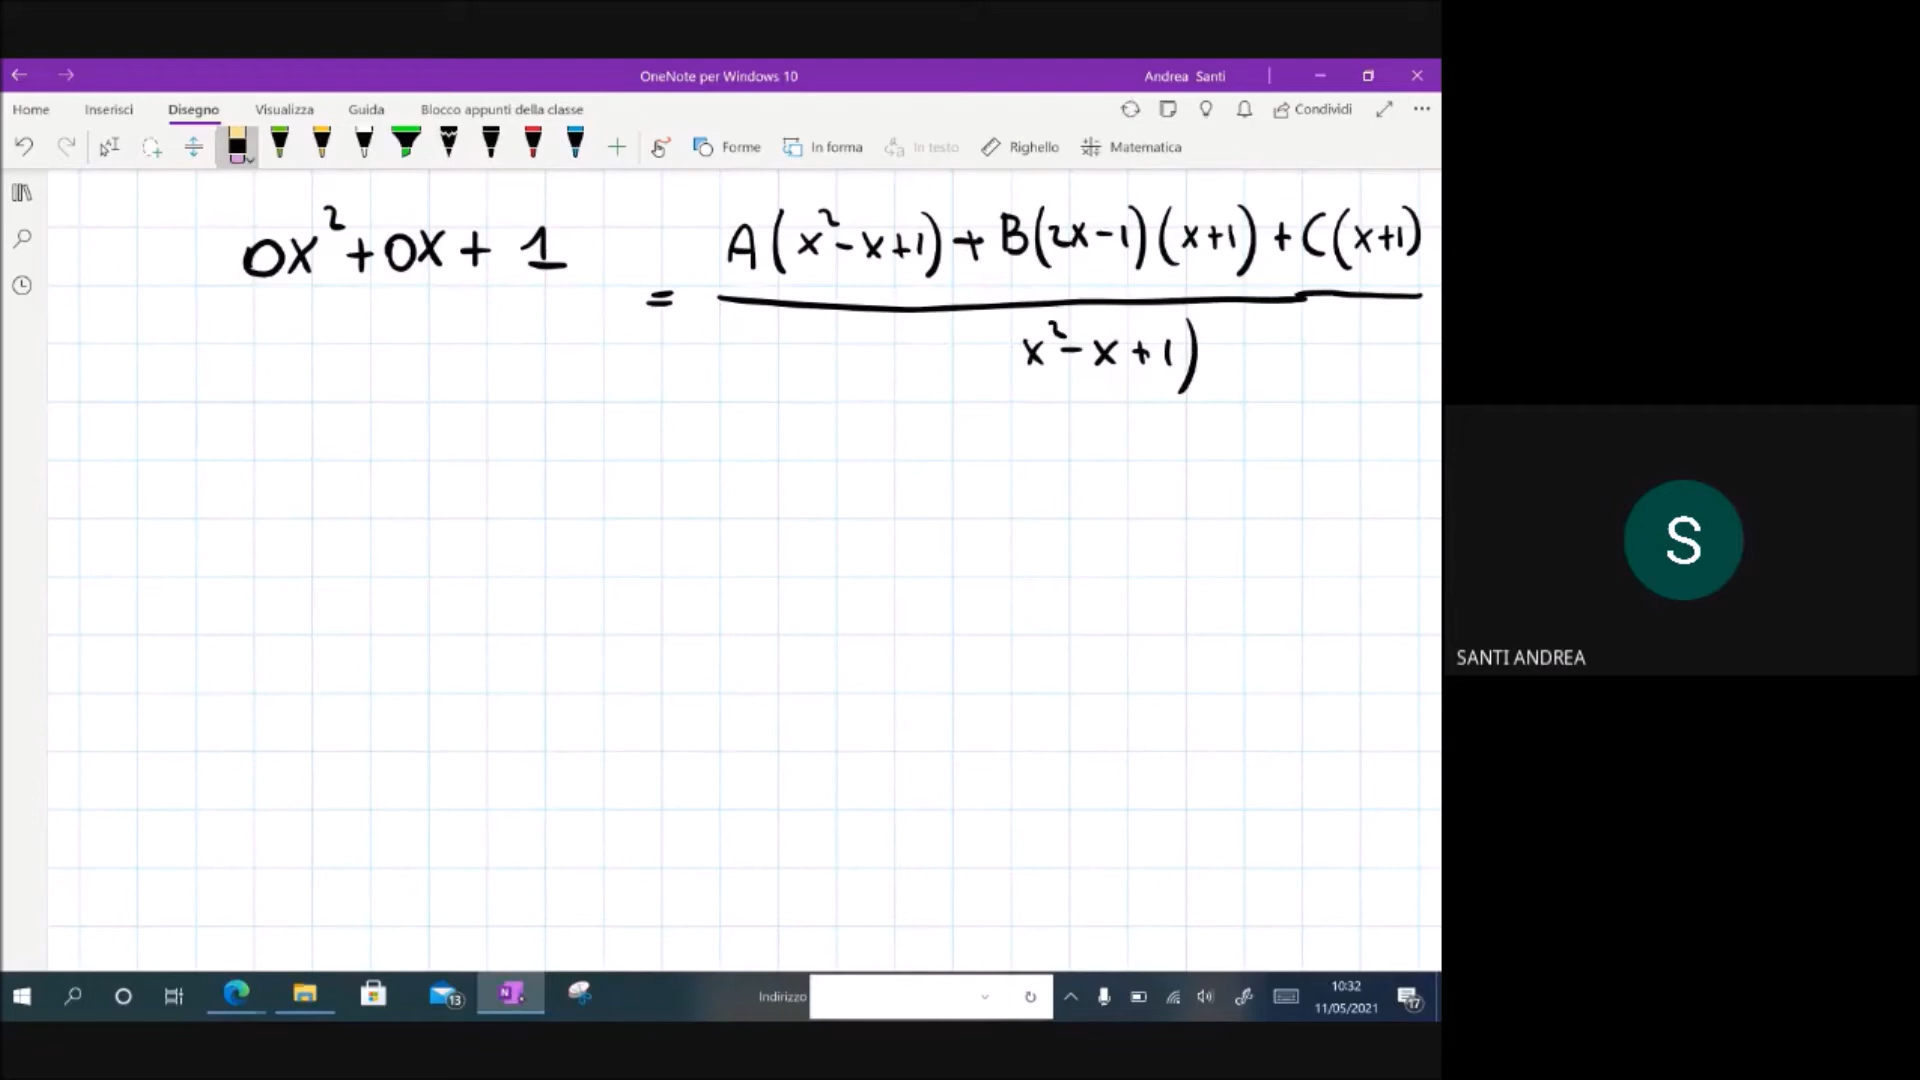 OneNote per Windows 10
Andrea Santi
Home Inserisci Disegno Visualizza Guida Blocco appunti della classe Condividi
Forme In forma In testo Righello Matematica
0x² + 0x + 1 = A(x² - x + 1) + B(2x - 1)(x + 1) + C(x + 1)
x² - x + 1)
S
SANTI ANDREA
13
Indirizzo
10:32
11/05/2021
17